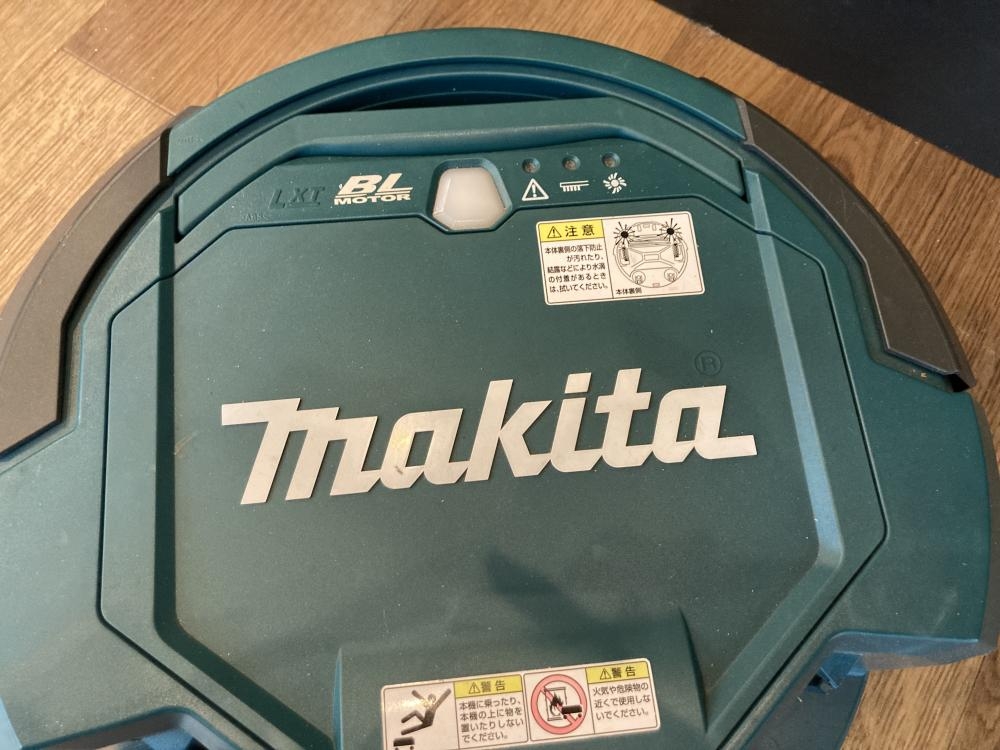 LXT
BL
MOTOR
注意
本体裏側の落下防止
が汚れたり、
結露などにより水滴
の付着があるとき
は、拭いてください。
本体裏側
®
makita
警告
本機に乗ったり、
本機の上に物を
置いたりしない
でください。
警告
火気や危険物の
近くで使用しな
いでください。